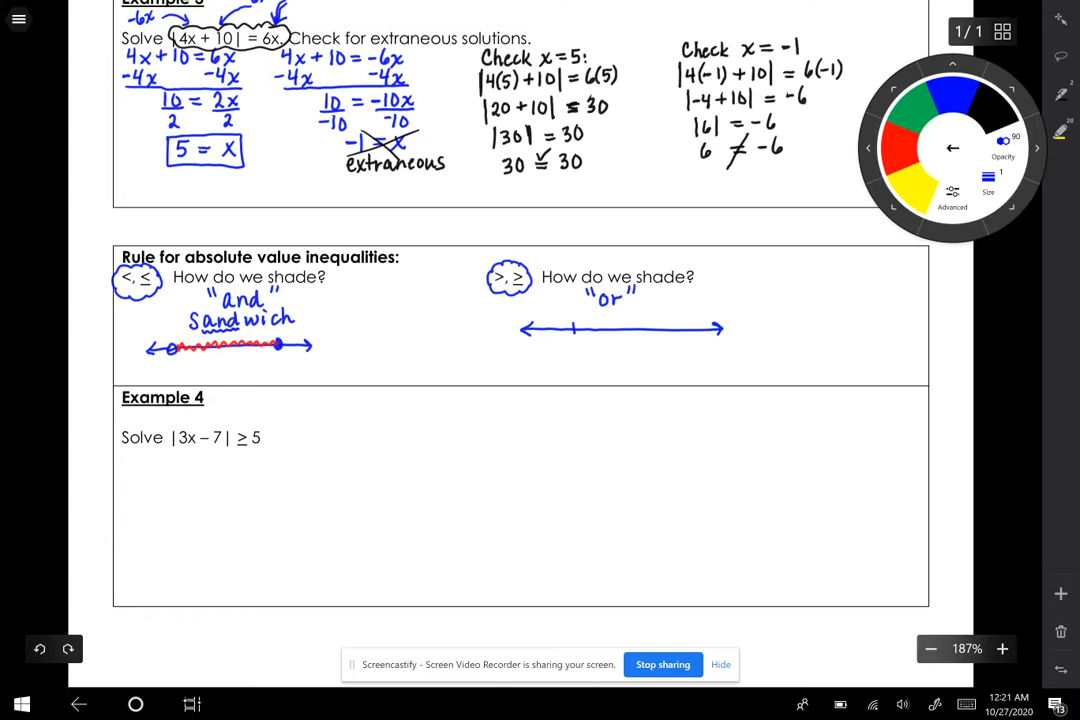 -6x
Solve |4x + 10| = 6x. Check for extraneous solutions.
4x + 10 = 6x
-4x -4x
10 = 2x
2 2
5 = x
4x + 10 = -6x
-4x -4x
10 = -10x
-10 -10
-1 = x
extraneous
Check x = 5:
|4(5) + 10| = 6(5)
|20 + 10| = 30
|30| = 30
30 = 30
Check x = -1
|4(-1) + 10| = 6(-1)
|-4 + 10| = -6
|6| = -6
6 ≠ -6
Rule for absolute value inequalities:
<, ≤ How do we shade?
"and"
Sandwich
>, ≥ How do we shade?
"or"
Example 4
Solve |3x – 7| ≥ 5
1/1
90
Opacity
1
Size
Advanced
187%
Screencastify - Screen Video Recorder is sharing your screen.
Stop sharing
Hide
12:21 AM
10/27/2020
13